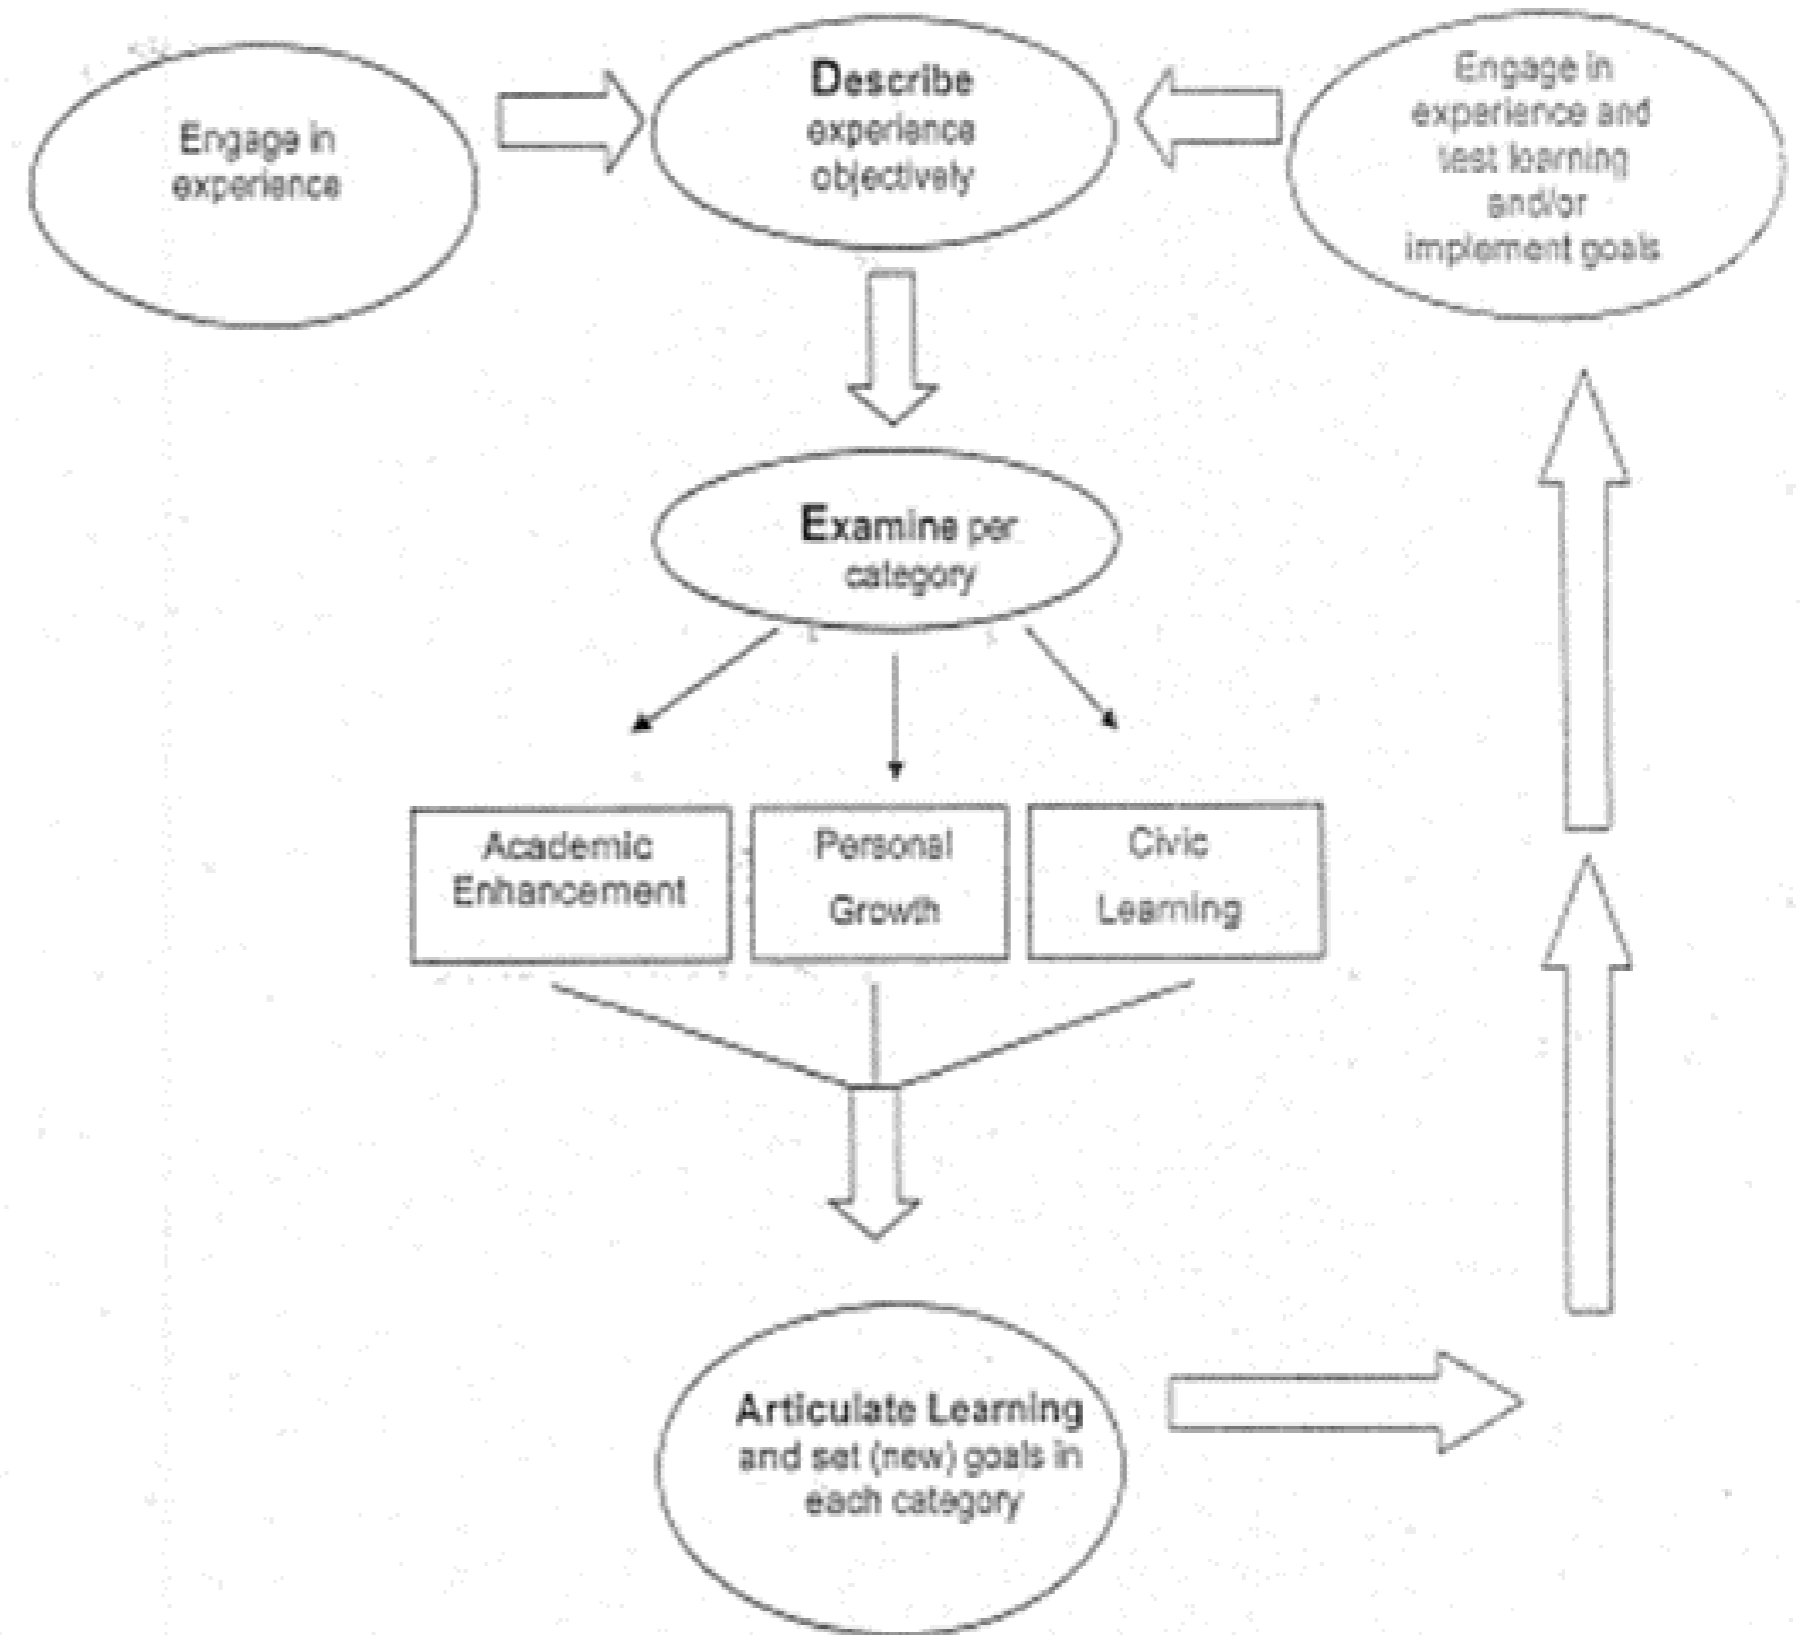 Engage in
experience
Describe
experience
objectively
Engage in
experience and
test learning
and/or
implement goals
Examine per
category
Academic
Enhancement
Personal
Growth
Civic
Learning
Articulate Learning
and set (new) goals in
each category